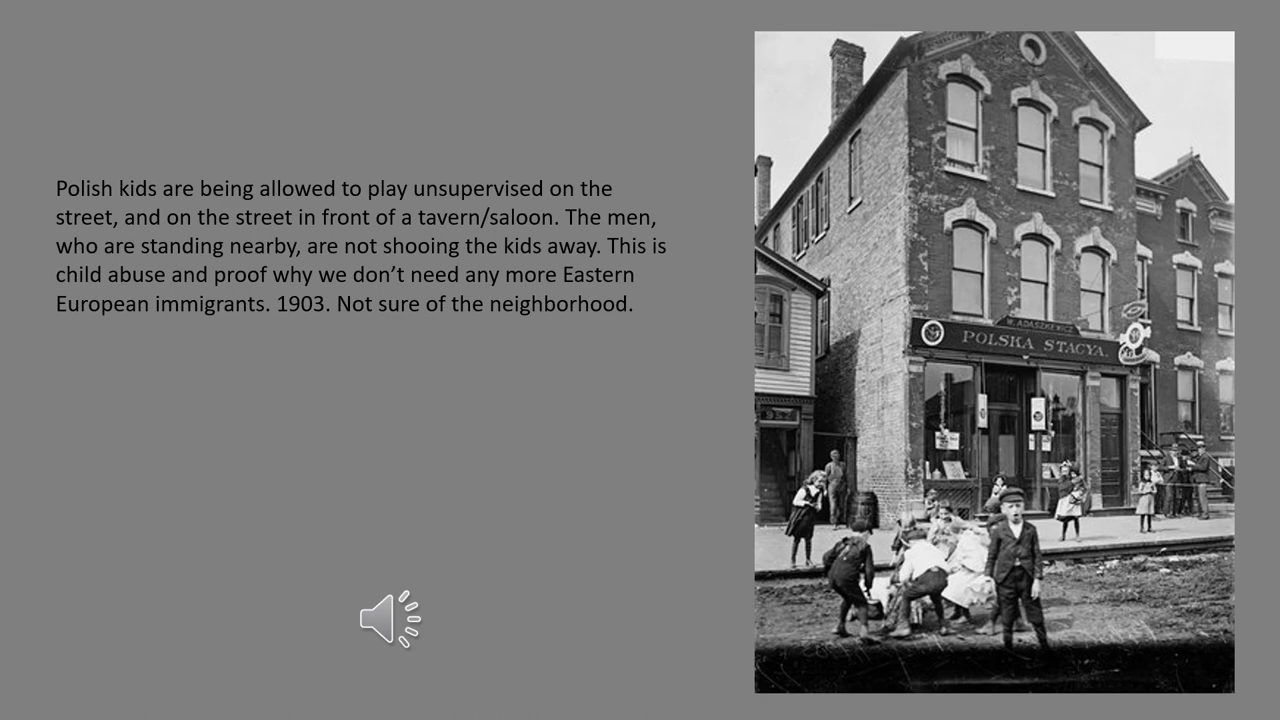 Polish kids are being allowed to play unsupervised on the
street, and on the street in front of a tavern/saloon. The men,
who are standing nearby, are not shooing the kids away. This is
child abuse and proof why we don’t need any more Eastern
European immigrants. 1903. Not sure of the neighborhood.
W. ADASZKEWICZ
POLSKA STACYA.